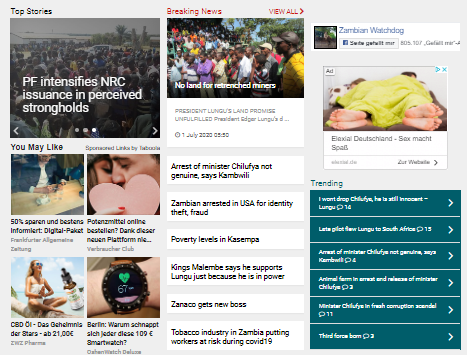 Top Stories
PF intensifies NRC
issuance in perceived
strongholds
You May Like
Sponsored Links by Taboola
50% sparen und bestens
informiert: Digital-Paket
Frankfurter Allgemeine
Zeitung
Potenzmittel online
bestellen? Dank dieser
neuen Plattform nie...
Verbraucher Club
CBD Öl - Das Geheimnis
der Stars - ab 21,00€
ZWZ Pharma
Berlin: Warum schnappt
sich jeder diese 109 €
Smartwatch?
OshenWatch Deluxe
Breaking News
VIEW ALL
No land for retrenched miners
PRESIDENT LUNGU'S LAND PROMISE
UNFULFILLED President Edgar Lungu's d ...
1 July 2020 05:50
Arrest of minister Chilufya not
genuine, says Kambwili
Zambian arrested in USA for identity
theft, fraud
Poverty levels in Kasempa
Kings Malembe says he supports
Lungu just because he is in power
Zanaco gets new boss
Tobacco industry in Zambia putting
workers at risk during covid19
Zambian Watchdog
Seite gefällt mir
805.107 „Gefällt mir"-A
Ad
Elexial Deutschland - Sex macht
Spaß
elexial.de
Zur Website
Trending
I wont drop Chilufya, he is still innocent –
Lungu 14
Lets pilot flew Lungu to South Africa 15
Arrest of minister Chilufya not genuine, says
Kambwili 4
Animal farm in arrest and release of minister
Chilufya 3
Minister Chilufya in fresh corruption scandal
11
Third force born 3